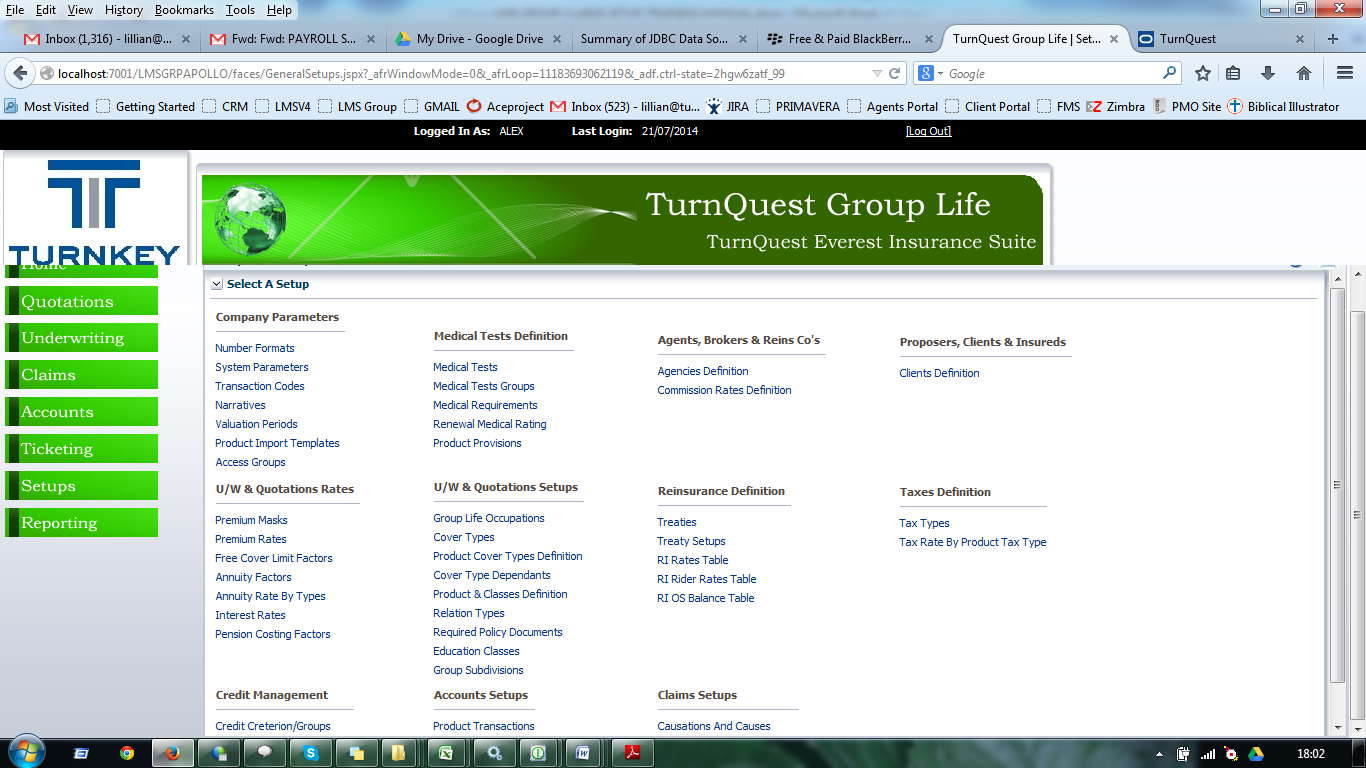 File Edit View History Bookmarks Tools Help
Inbox (1,316) - lillian@...
Fwd: Fwd: PAYROLL S...
My Drive - Google Drive
Summary of JDBC Data So...
Free & Paid BlackBerr...
TurnQuest Group Life | Set...
TurnQuest
localhost:7001/LMSGRPAPOLLO/faces/GeneralSetups.jspx?_afrWindowMode=0&_afrLoop=11183693062119&_adf.ctrl-state=2hgw6zatf_99
Google
Most Visited Getting Started CRM LMSV4 LMS Group GMAIL Aceproject Inbox (523) - lillian@tu... JIRA PRIMAVERA Agents Portal Client Portal FMS Zimbra PMO Site Biblical Illustrator
Logged In As: ALEX Last Login: 21/07/2014 [Log Out]
TURNKEY
TurnQuest Group Life
TurnQuest Everest Insurance Suite
Home
Quotations
Underwriting
Claims
Accounts
Ticketing
Setups
Reporting
Select A Setup
Company Parameters
Number Formats
System Parameters
Transaction Codes
Narratives
Valuation Periods
Product Import Templates
Access Groups
Medical Tests Definition
Medical Tests
Medical Tests Groups
Medical Requirements
Renewal Medical Rating
Product Provisions
Agents, Brokers & Reins Co's
Agencies Definition
Commission Rates Definition
Proposers, Clients & Insureds
Clients Definition
U/W & Quotations Rates
Premium Masks
Premium Rates
Free Cover Limit Factors
Annuity Factors
Annuity Rate By Types
Interest Rates
Pension Costing Factors
U/W & Quotations Setups
Group Life Occupations
Cover Types
Product Cover Types Definition
Cover Type Dependants
Product & Classes Definition
Relation Types
Required Policy Documents
Education Classes
Group Subdivisions
Reinsurance Definition
Treaties
Treaty Setups
RI Rates Table
RI Rider Rates Table
RI OS Balance Table
Taxes Definition
Tax Types
Tax Rate By Product Tax Type
Credit Management
Credit Creterion/Groups
Accounts Setups
Product Transactions
Claims Setups
Causations And Causes
18:02